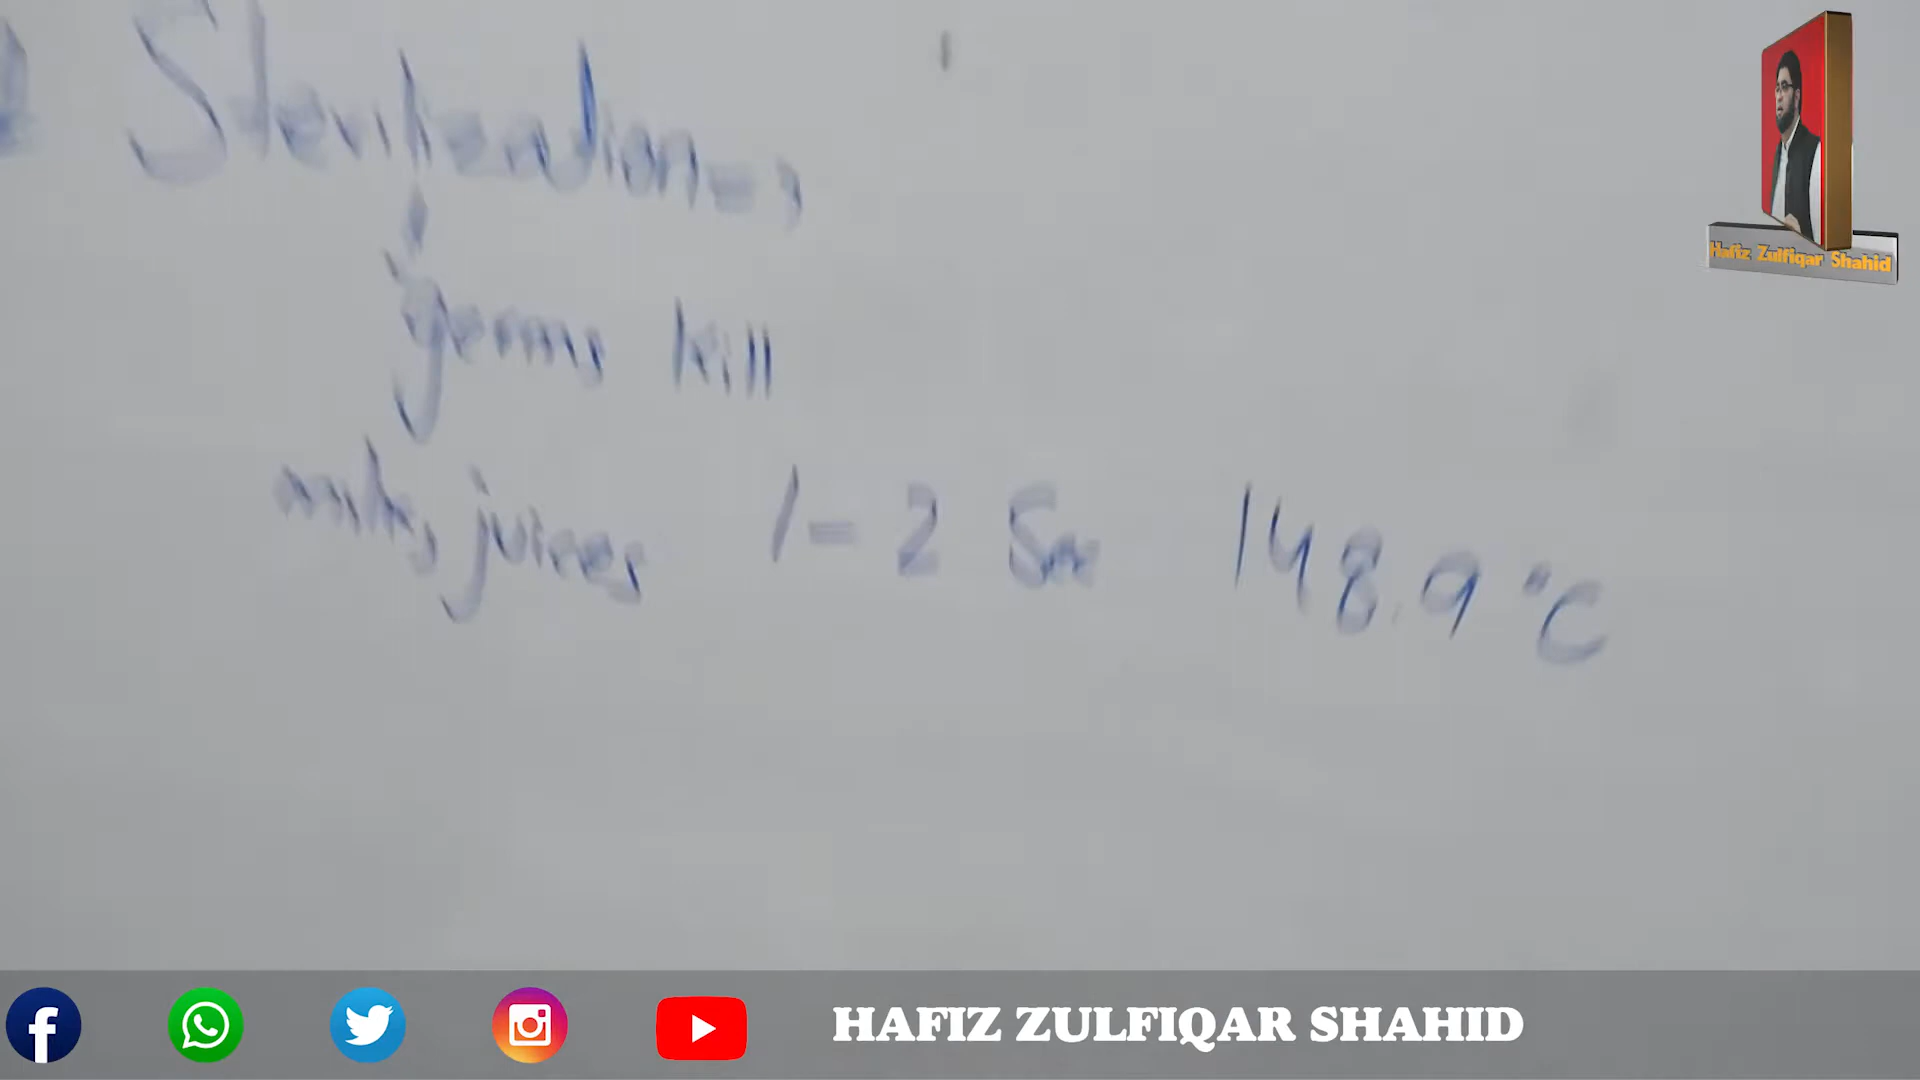 Sterilization =>
germs kill
milk, juices 1 = 2 Sec 148.9 °C
Hafiz Zulfiqar Shahid
HAFIZ ZULFIQAR SHAHID